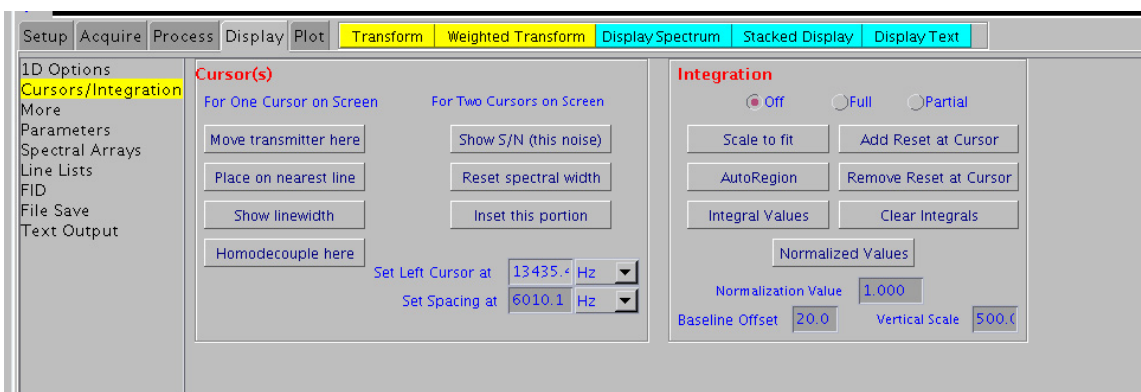 Setup Acquire Process Display Plot Transform Weighted Transform Display Spectrum Stacked Display Display Text
1D Options
Cursors/Integration
More
Parameters
Spectral Arrays
Line Lists
FID
File Save
Text Output
Cursor(s)
For One Cursor on Screen For Two Cursors on Screen
Move transmitter here Show S/N (this noise)
Place on nearest line Reset spectral width
Show linewidth Inset this portion
Homodecouple here
Set Left Cursor at 13435.4 Hz
Set Spacing at 6010.1 Hz
Integration
Off Full Partial
Scale to fit Add Reset at Cursor
AutoRegion Remove Reset at Cursor
Integral Values Clear Integrals
Normalized Values
Normalization Value 1.000
Baseline Offset 20.0 Vertical Scale 500.0